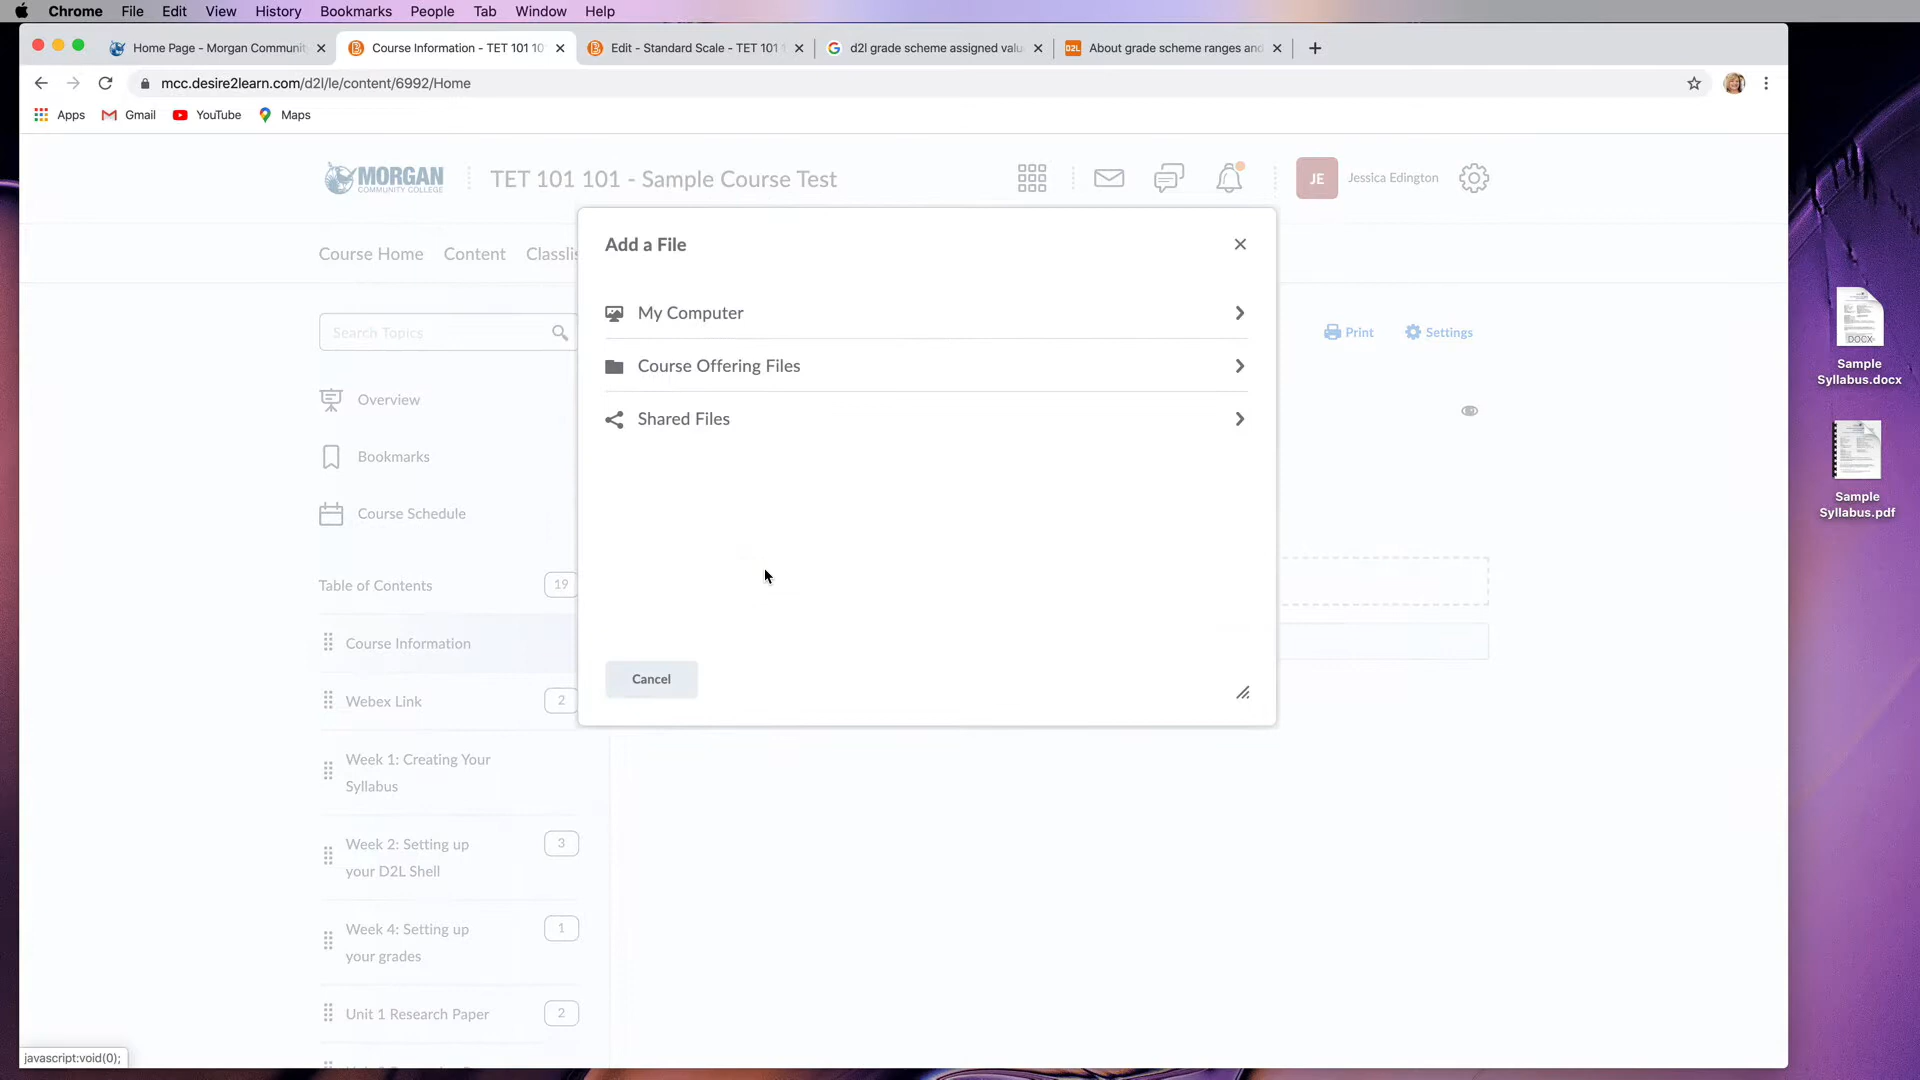 Chrome File Edit View History Bookmarks People Tab Window Help
Home Page - Morgan Communit
Course Information - TET 101 10
Edit - Standard Scale - TET 101
d2l grade scheme assigned valu
About grade scheme ranges and
mcc.desire2learn.com/d2l/le/content/6992/Home
Apps Gmail YouTube Maps
MORGAN
COMMUNITY COLLEGE
TET 101 101 - Sample Course Test
JE Jessica Edington
Course Home Content Classlis
Add a File
My Computer
Course Offering Files
Shared Files
Cancel
Search Topics
Print Settings
Overview
Bookmarks
Course Schedule
Table of Contents 19
Course Information
Webex Link 2
Week 1: Creating Your
Syllabus
Week 2: Setting up
your D2L Shell
3
Week 4: Setting up
your grades
1
Unit 1 Research Paper 2
DOCX
Sample
Syllabus.docx
Sample
Syllabus.pdf
javascript:void(0);